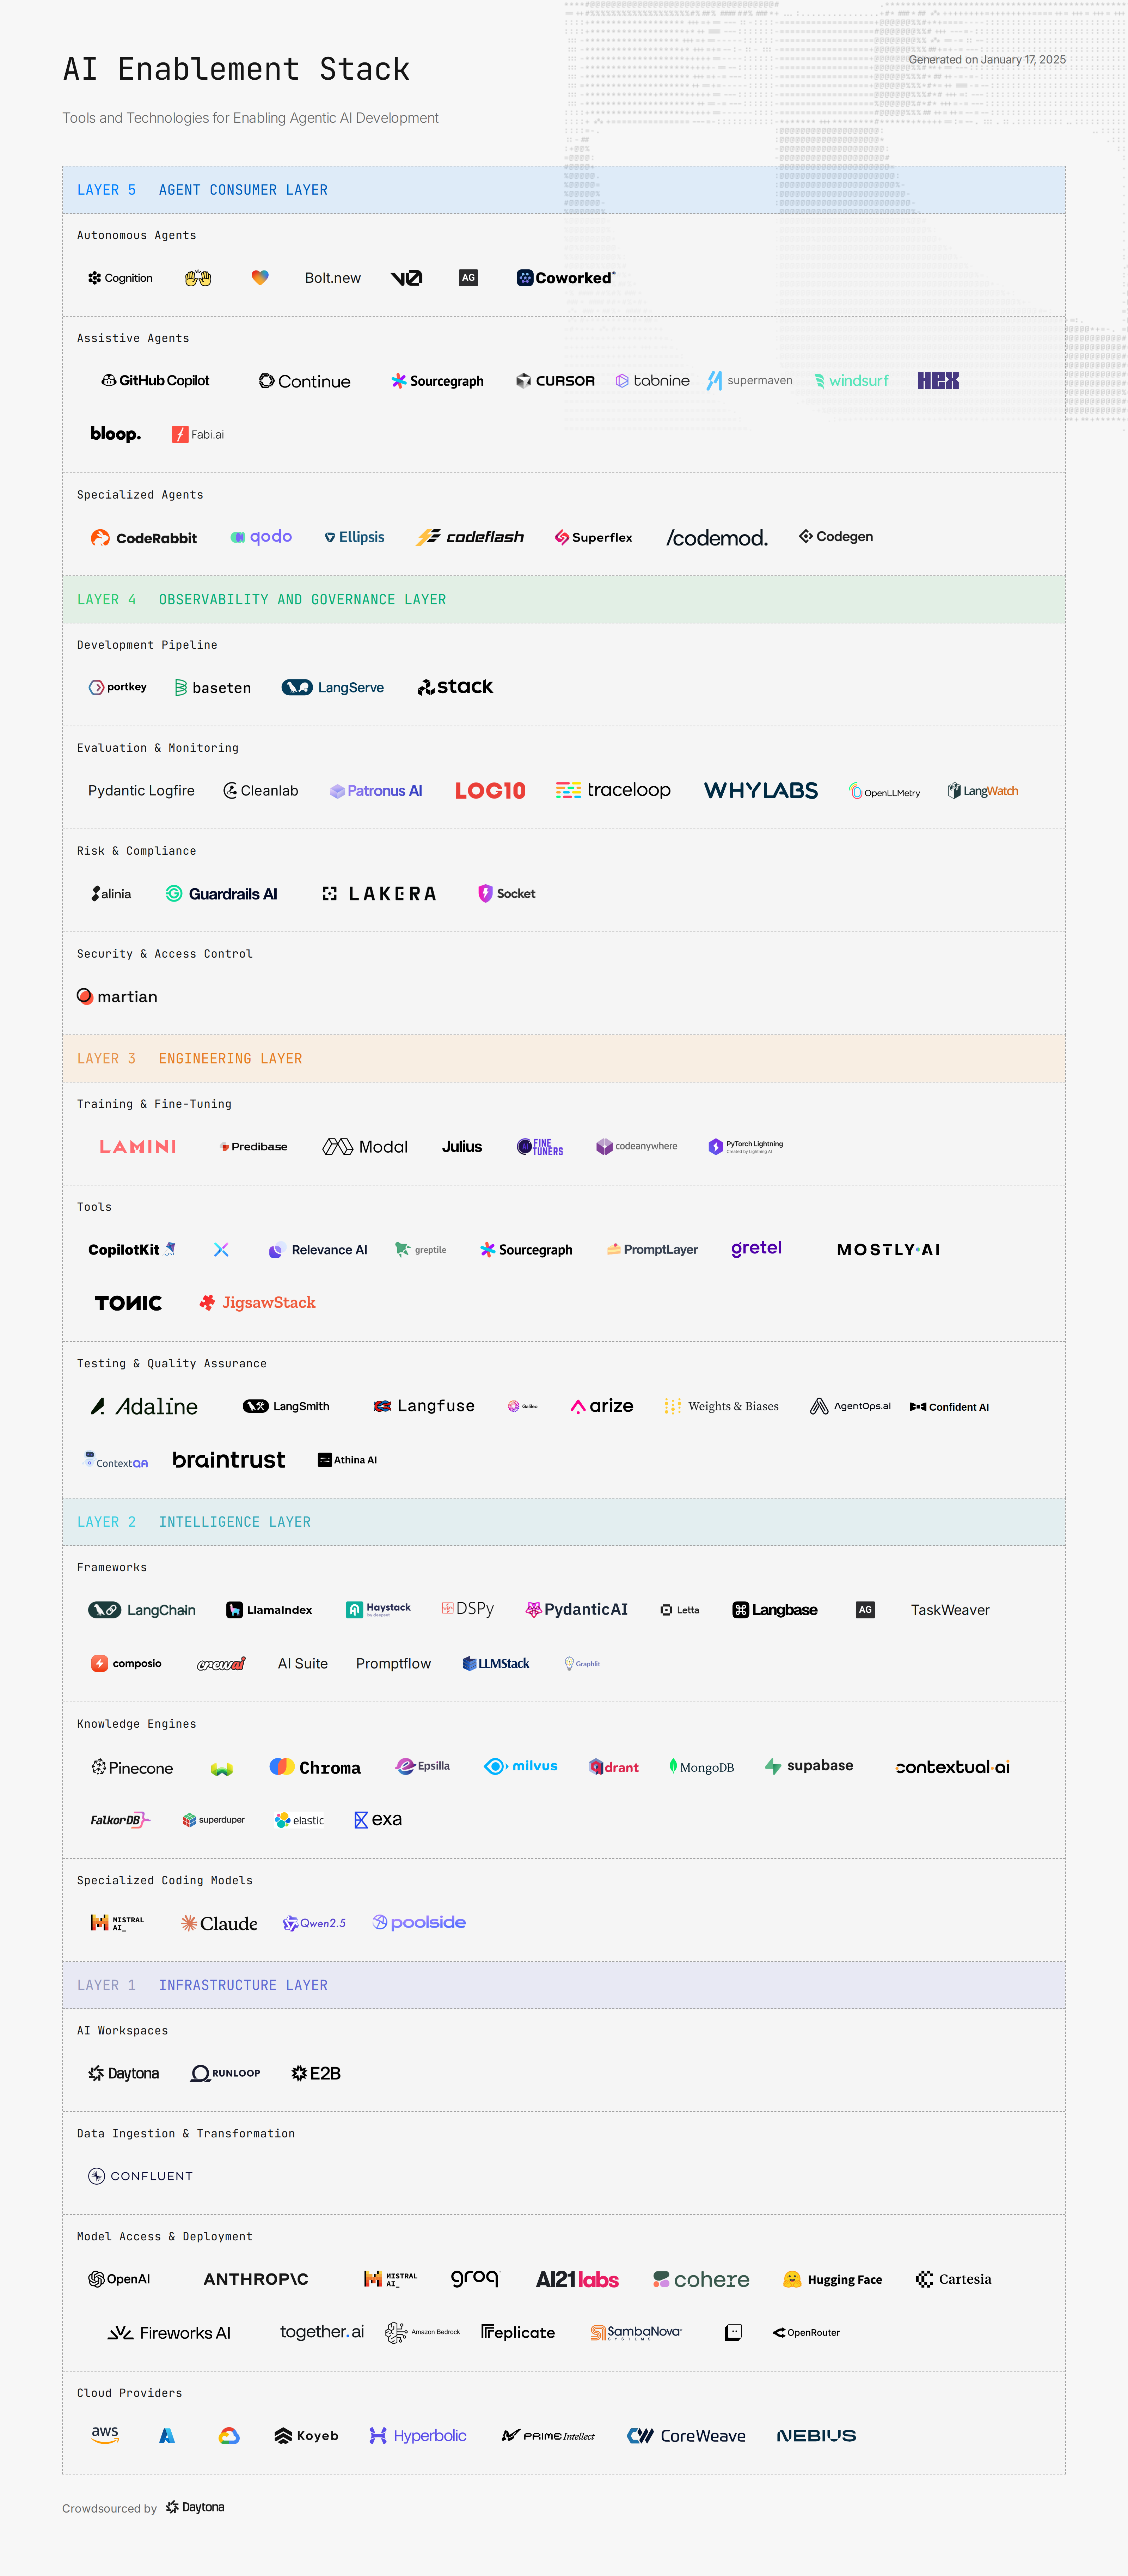 AI Enablement Stack
Generated on January 17, 2025
Tools and Technologies for Enabling Agentic AI Development
LAYER 5 AGENT CONSUMER LAYER
Autonomous Agents
Cognition Bolt.new v0 AG Coworked
Assistive Agents
GitHub Copilot Continue Sourcegraph CURSOR tabnine supermaven windsurf HEX
bloop. Fabi.ai
Specialized Agents
CodeRabbit qodo Ellipsis codeflash Superflex /codemod. Codegen
LAYER 4 OBSERVABILITY AND GOVERNANCE LAYER
Development Pipeline
portkey baseten LangServe stack
Evaluation & Monitoring
Pydantic Logfire Cleanlab Patronus AI LOG10 traceloop WHYLABS OpenLLMetry LangWatch
Risk & Compliance
alinia Guardrails AI LAKERA Socket
Security & Access Control
martian
LAYER 3 ENGINEERING LAYER
Training & Fine-Tuning
LAMINI Predibase Modal Julius AI FINE TUNERS codeanywhere PyTorch Lightning
Created by Lightning AI
Tools
CopilotKit Relevance AI greptile Sourcegraph PromptLayer gretel MOSTLY•AI
TONIC JigsawStack
Testing & Quality Assurance
Adaline LangSmith Langfuse Galileo arize Weights & Biases AgentOps.ai Confident AI
ContextQA braintrust Athina AI
LAYER 2 INTELLIGENCE LAYER
Frameworks
LangChain LlamaIndex Haystack by deepset DSPy PydanticAI Letta Langbase AG TaskWeaver
composio crewai AI Suite Promptflow LLMStack Graphlit
Knowledge Engines
Pinecone Chroma Epsilla milvus qdrant MongoDB supabase contextual•ai
FalkorDB superduper elastic exa
Specialized Coding Models
MISTRAL AI_ Claude Qwen2.5 poolside
LAYER 1 INFRASTRUCTURE LAYER
AI Workspaces
Daytona RUNLOOP E2B
Data Ingestion & Transformation
CONFLUENT
Model Access & Deployment
OpenAI ANTHROP\C MISTRAL AI_ groq AI21labs cohere Hugging Face Cartesia
Fireworks AI together.ai Amazon Bedrock Replicate SambaNova SYSTEMS OpenRouter
Cloud Providers
aws Koyeb Hyperbolic PRIME Intellect CoreWeave NEBIUS
Crowdsourced by Daytona